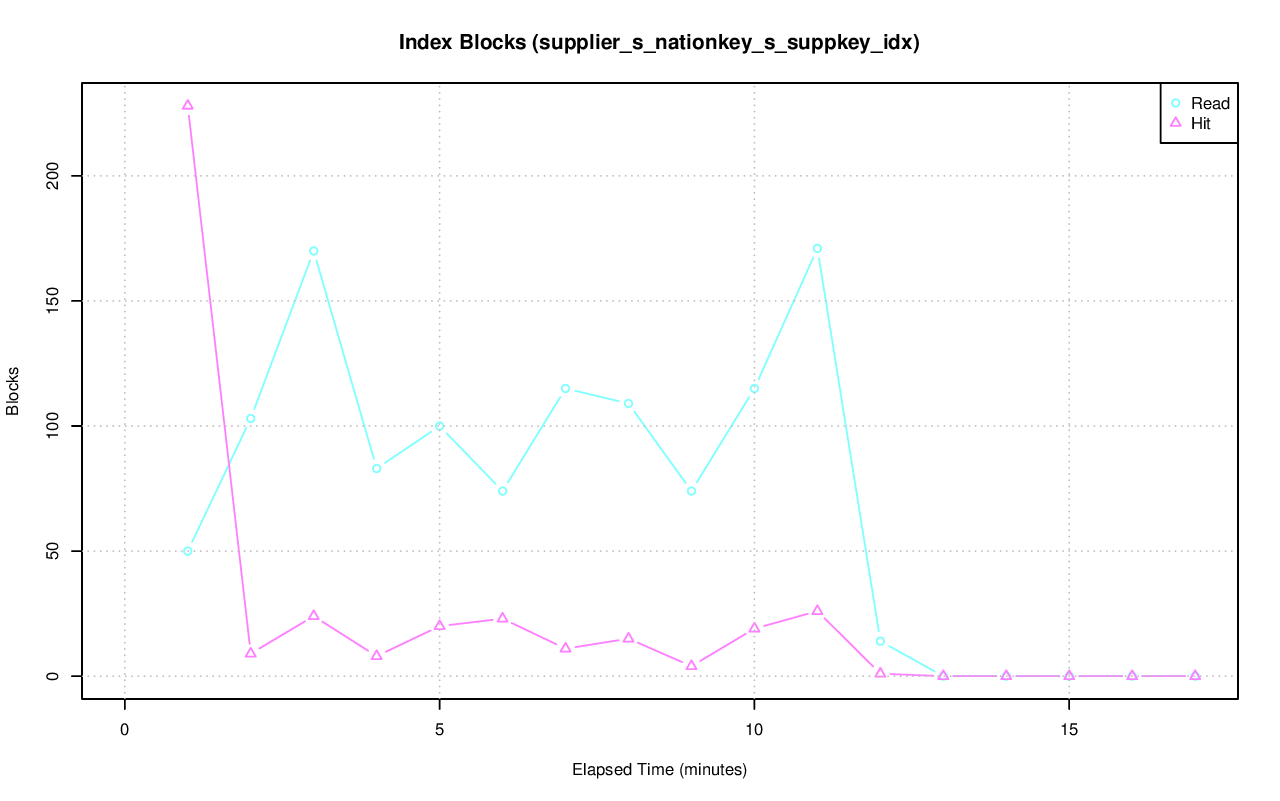 Index Blocks (supplier_s_nationkey_s_suppkey_idx)
Read
Hit
200
150
100
50
0
Blocks
0 5 10 15
Elapsed Time (minutes)